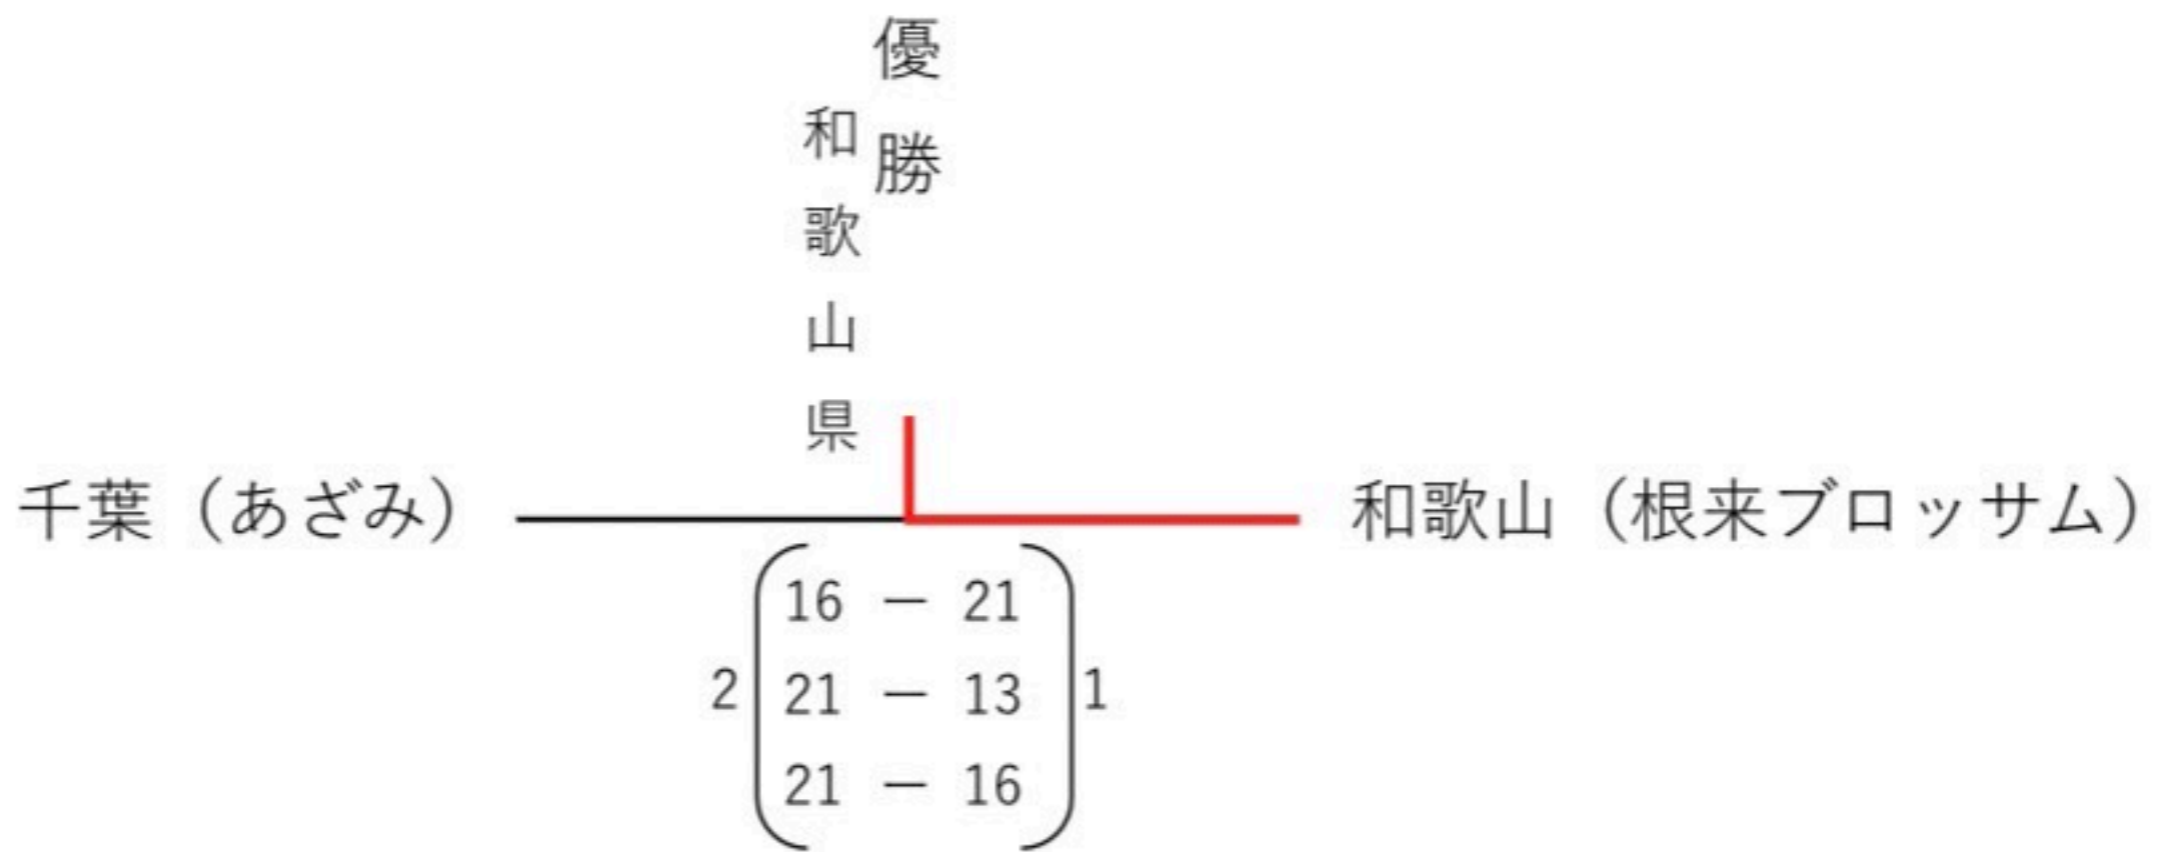 優勝
和歌山県
千葉（あざみ）
和歌山（根来ブロッサム）
16 － 21
2 21 － 13 1
21 － 16